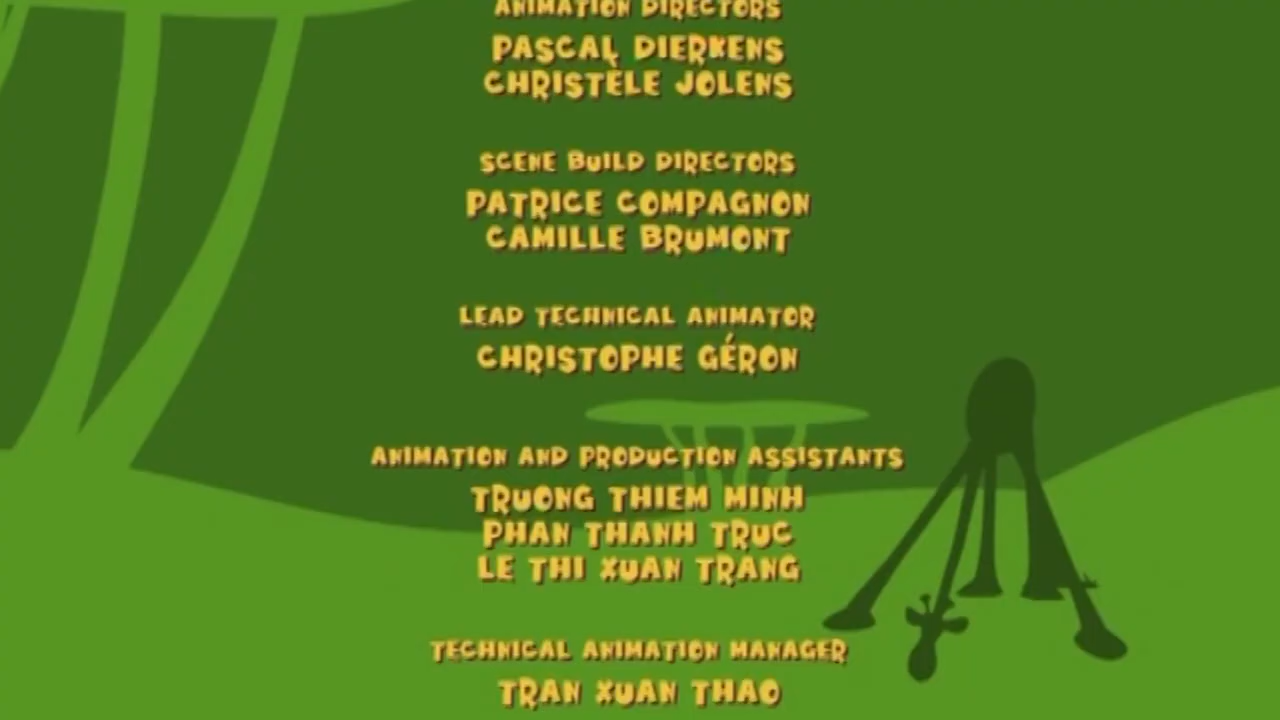 ANIMATION DIRECTORS
PASCAL DIERKENS
CHRISTÈLE JOLENS
SCENE BUILD DIRECTORS
PATRICE COMPAGNON
CAMILLE BRUMONT
LEAD TECHNICAL ANIMATOR
CHRISTOPHE GÉRON
ANIMATION AND PRODUCTION ASSISTANTS
TRUONG THIEM MINH
PHAN THANH TRUC
LE THI XUAN TRANG
TECHNICAL ANIMATION MANAGER
TRAN XUAN THAO